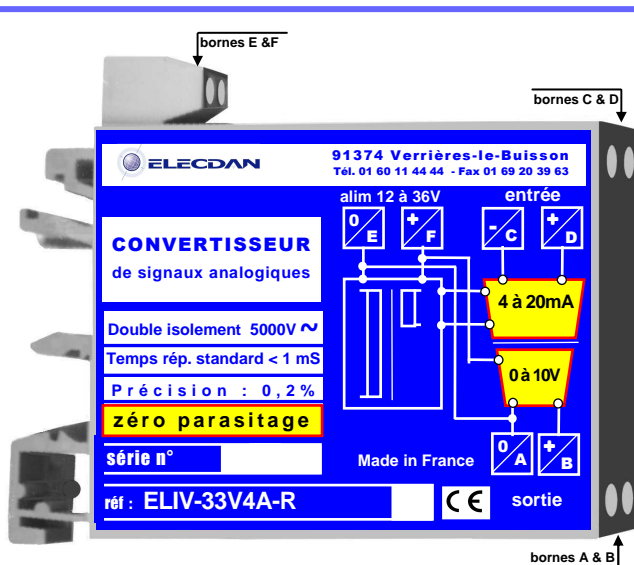 bornes E &F
bornes C & D
ELECDAN
91374 Verrières-le-Buisson
Tél. 01 60 11 44 44 - Fax 01 69 20 39 63
alim 12 à 36V
entrée
0 E
+ F
- C
+ D
CONVERTISSEUR
de signaux analogiques
4 à 20mA
Double isolement 5000V ~
Temps rép. standard < 1 mS
Précision : 0,2%
0 à 10V
zéro parasitage
série n°
Made in France
0 A
+ B
réf : ELIV-33V4A-R
CE
sortie
bornes A & B